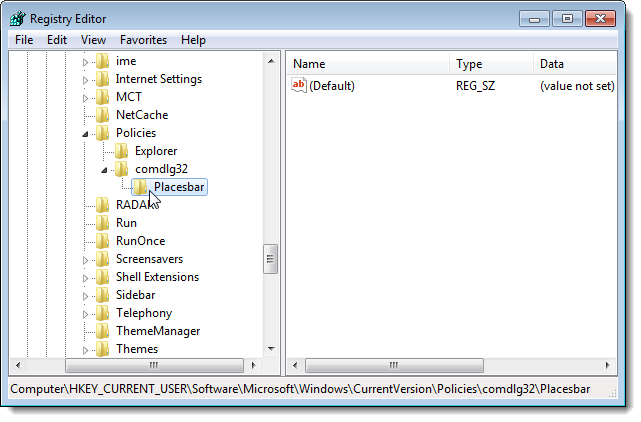 Registry Editor
File Edit View Favorites Help
ime
Internet Settings
MCT
NetCache
Policies
Explorer
comdlg32
Placesbar
RADAR
Run
RunOnce
Screensavers
Shell Extensions
Sidebar
Telephony
ThemeManager
Themes
Name Type Data
ab (Default) REG_SZ (value not set)
Computer\HKEY_CURRENT_USER\Software\Microsoft\Windows\CurrentVersion\Policies\comdlg32\Placesbar